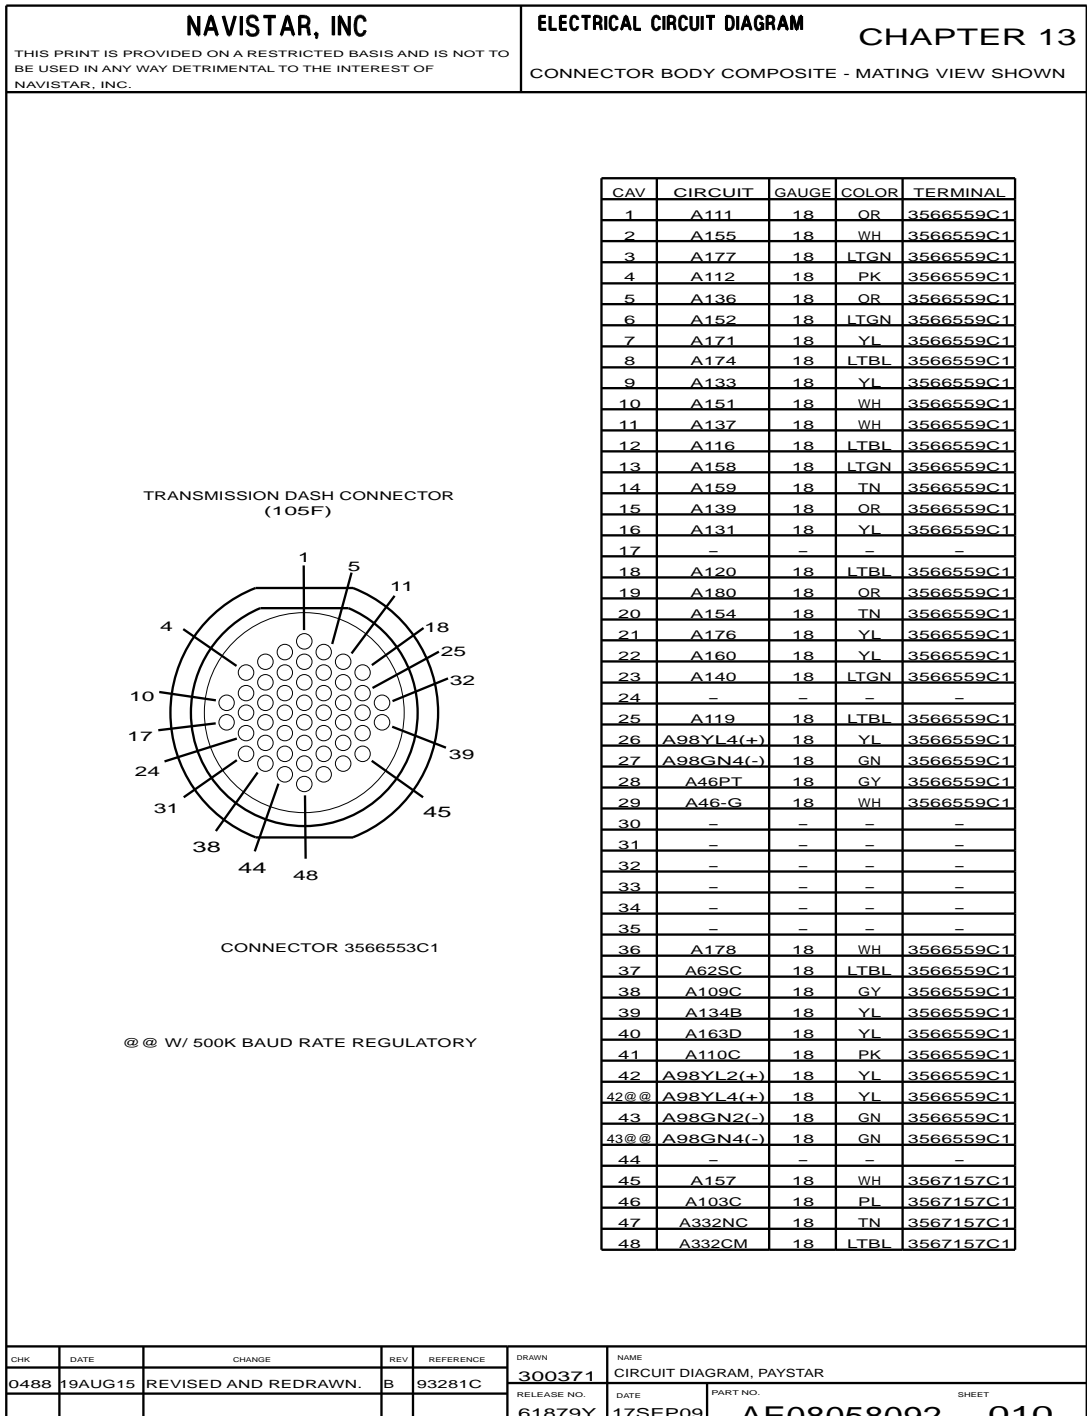 NAVISTAR, INC
THIS PRINT IS PROVIDED ON A RESTRICTED BASIS AND IS NOT TO
BE USED IN ANY WAY DETRIMENTAL TO THE INTEREST OF
NAVISTAR, INC.
ELECTRICAL CIRCUIT DIAGRAM
CHAPTER 13
CONNECTOR BODY COMPOSITE - MATING VIEW SHOWN
TRANSMISSION DASH CONNECTOR
(105F)
1
5
11
4
18
25
32
10
17
39
24
31
45
38
44
48
CONNECTOR 3566553C1
@@ W/ 500K BAUD RATE REGULATORY
CAV CIRCUIT GAUGE COLOR TERMINAL
1 A111 18 OR 3566559C1
2 A155 18 WH 3566559C1
3 A177 18 LTGN 3566559C1
4 A112 18 PK 3566559C1
5 A136 18 OR 3566559C1
6 A152 18 LTGN 3566559C1
7 A171 18 YL 3566559C1
8 A174 18 LTBL 3566559C1
9 A133 18 YL 3566559C1
10 A151 18 WH 3566559C1
11 A137 18 WH 3566559C1
12 A116 18 LTBL 3566559C1
13 A158 18 LTGN 3566559C1
14 A159 18 TN 3566559C1
15 A139 18 OR 3566559C1
16 A131 18 YL 3566559C1
17 – – – –
18 A120 18 LTBL 3566559C1
19 A180 18 OR 3566559C1
20 A154 18 TN 3566559C1
21 A176 18 YL 3566559C1
22 A160 18 YL 3566559C1
23 A140 18 LTGN 3566559C1
24 – – – –
25 A119 18 LTBL 3566559C1
26 A98YL4(+) 18 YL 3566559C1
27 A98GN4(-) 18 GN 3566559C1
28 A46PT 18 GY 3566559C1
29 A46-G 18 WH 3566559C1
30 – – – –
31 – – – –
32 – – – –
33 – – – –
34 – – – –
35 – – – –
36 A178 18 WH 3566559C1
37 A62SC 18 LTBL 3566559C1
38 A109C 18 GY 3566559C1
39 A134B 18 YL 3566559C1
40 A163D 18 YL 3566559C1
41 A110C 18 PK 3566559C1
42 A98YL2(+) 18 YL 3566559C1
42@@ A98YL4(+) 18 YL 3566559C1
43 A98GN2(-) 18 GN 3566559C1
43@@ A98GN4(-) 18 GN 3566559C1
44 – – – –
45 A157 18 WH 3567157C1
46 A103C 18 PL 3567157C1
47 A332NC 18 TN 3567157C1
48 A332CM 18 LTBL 3567157C1
CHK DATE CHANGE REV REFERENCE
0488 19AUG15 REVISED AND REDRAWN. B 93281C
DRAWN
300371
NAME
CIRCUIT DIAGRAM, PAYSTAR
RELEASE NO. DATE PART NO. SHEET
61879Y 17SEP09 AE08058092 010